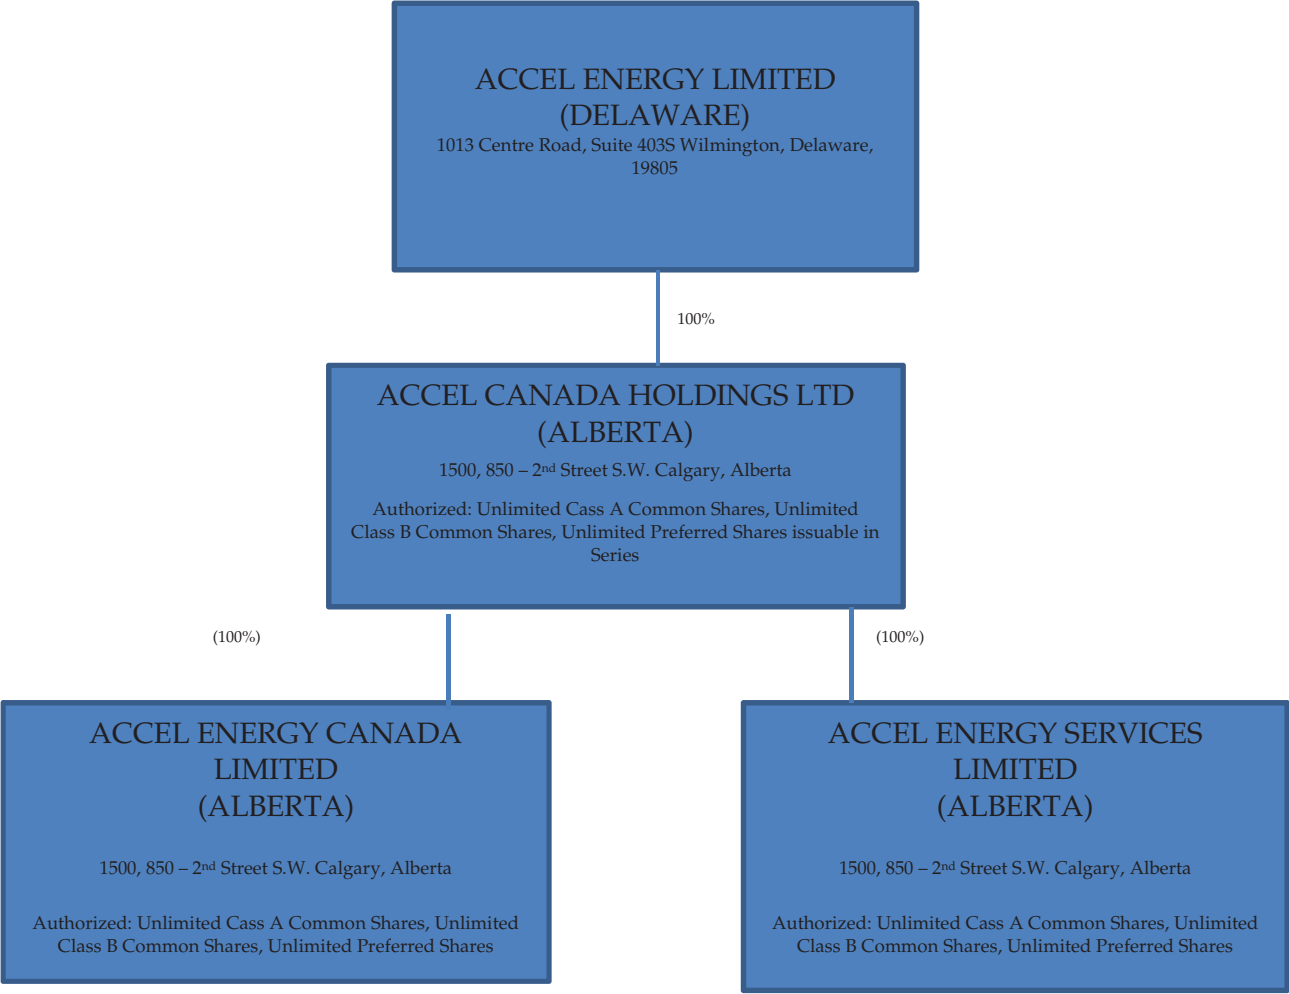 ACCEL ENERGY LIMITED
(DELAWARE)
1013 Centre Road, Suite 403S Wilmington, Delaware,
19805
100%
ACCEL CANADA HOLDINGS LTD
(ALBERTA)
1500, 850 – 2nd Street S.W. Calgary, Alberta
Authorized: Unlimited Cass A Common Shares, Unlimited
Class B Common Shares, Unlimited Preferred Shares issuable in
Series
(100%)
(100%)
ACCEL ENERGY CANADA
LIMITED
(ALBERTA)
1500, 850 – 2nd Street S.W. Calgary, Alberta
Authorized: Unlimited Cass A Common Shares, Unlimited
Class B Common Shares, Unlimited Preferred Shares
ACCEL ENERGY SERVICES
LIMITED
(ALBERTA)
1500, 850 – 2nd Street S.W. Calgary, Alberta
Authorized: Unlimited Cass A Common Shares, Unlimited
Class B Common Shares, Unlimited Preferred Shares